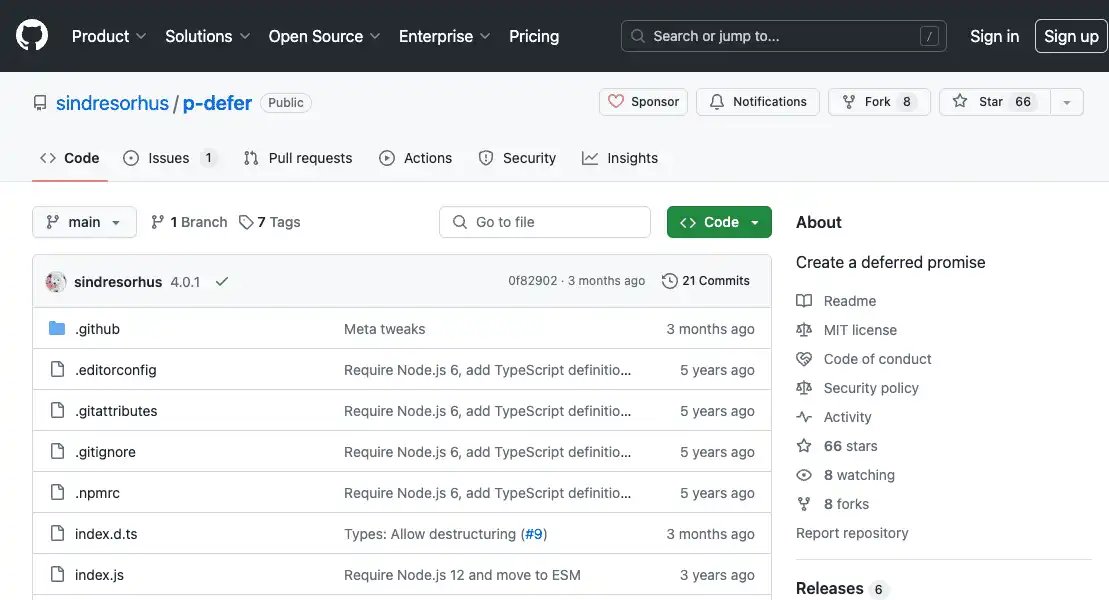 Product Solutions Open Source Enterprise Pricing Search or jump to... / Sign in Sign up
sindresorhus / p-defer Public Sponsor Notifications Fork 8 Star 66
Code Issues 1 Pull requests Actions Security Insights
main 1 Branch 7 Tags Go to file Code
sindresorhus 4.0.1 0f82902 · 3 months ago 21 Commits
.github Meta tweaks 3 months ago
.editorconfig Require Node.js 6, add TypeScript definitio... 5 years ago
.gitattributes Require Node.js 6, add TypeScript definitio... 5 years ago
.gitignore Require Node.js 6, add TypeScript definitio... 5 years ago
.npmrc Require Node.js 6, add TypeScript definitio... 5 years ago
index.d.ts Types: Allow destructuring (#9) 3 months ago
index.js Require Node.js 12 and move to ESM 3 years ago
About
Create a deferred promise
Readme
MIT license
Code of conduct
Security policy
Activity
66 stars
8 watching
8 forks
Report repository
Releases 6